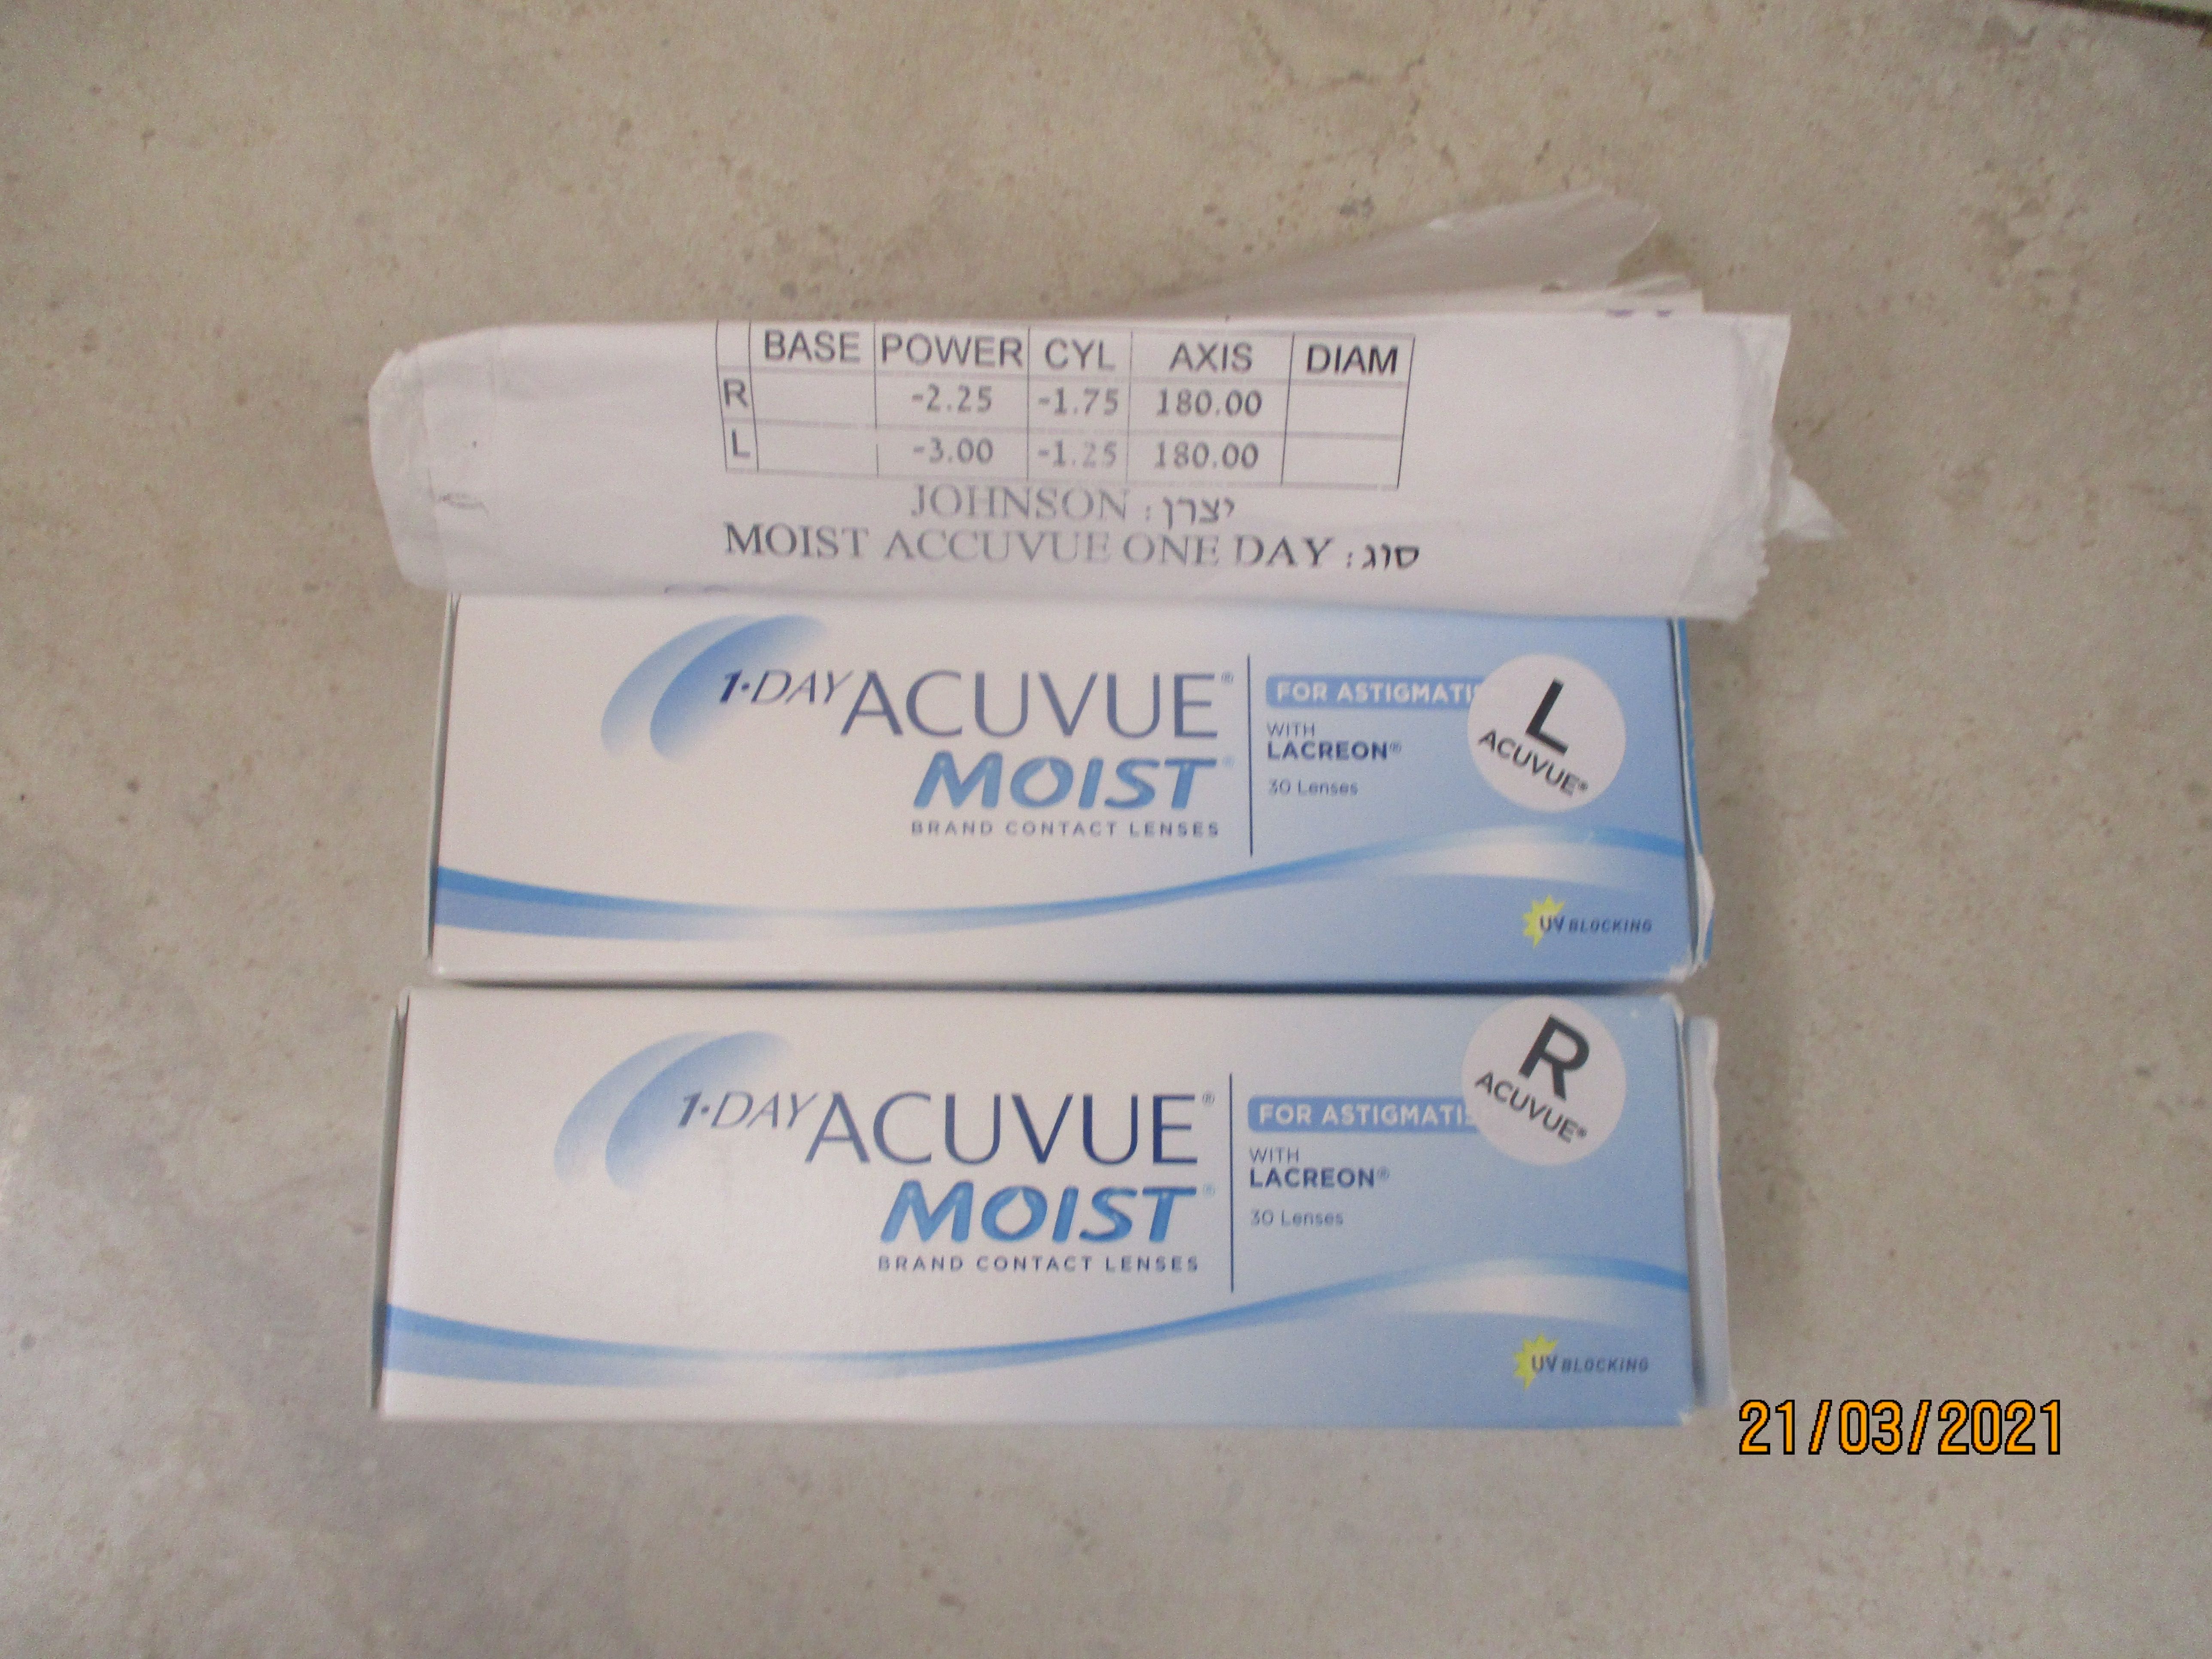 BASE POWER CYL AXIS DIAM
R -2.25 -1.75 180.00
L -3.00 -1.25 180.00
יצרן: JOHNSON
סוג: MOIST ACCUVUE ONE DAY
1·DAY ACUVUE®
MOIST®
BRAND CONTACT LENSES
FOR ASTIGMATIS
WITH
LACREON®
30 Lenses
L
ACUVUE®
UV BLOCKING
1·DAY ACUVUE®
MOIST®
BRAND CONTACT LENSES
FOR ASTIGMATIS
WITH
LACREON®
30 Lenses
R
ACUVUE®
UV BLOCKING
21/03/2021